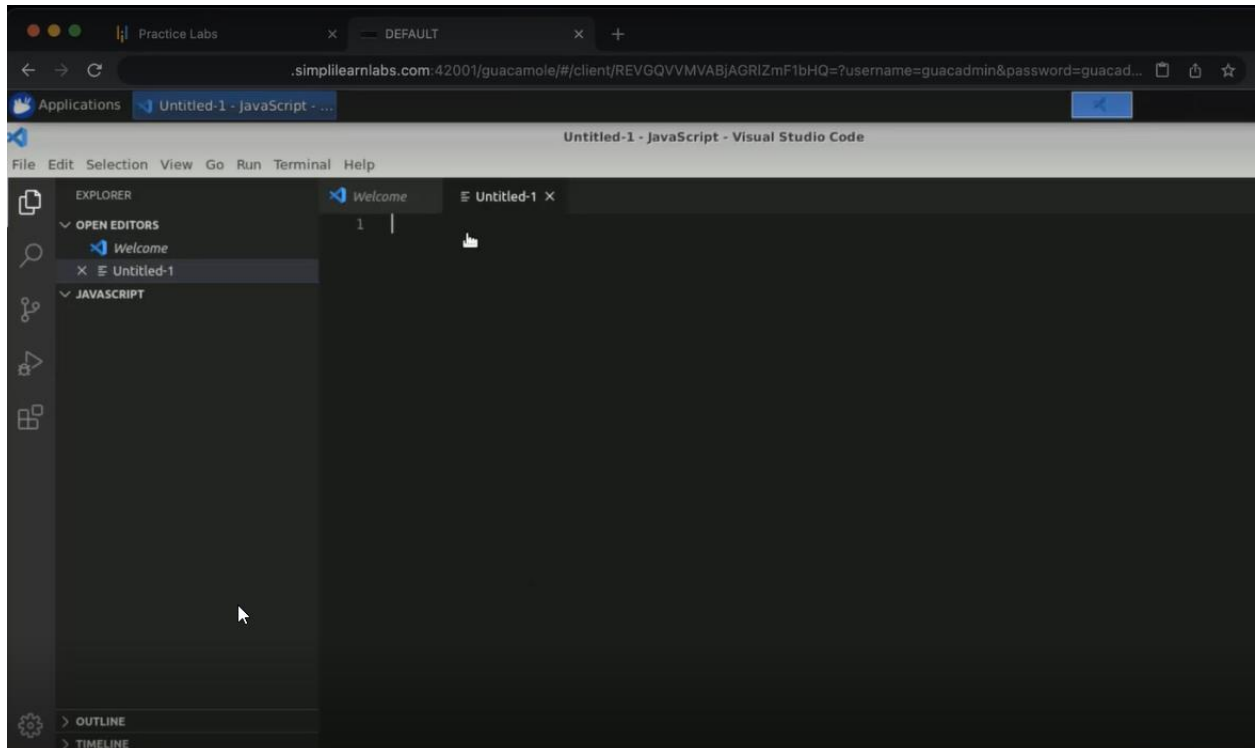 Practice Labs
DEFAULT
.simplilearnlabs.com:42001/guacamole/#/client/REVGQVVMVABjAGRlZmF1bHQ=?username=guacadmin&password=guacad...
Applications
Untitled-1 - JavaScript - ...
Untitled-1 - JavaScript - Visual Studio Code
File Edit Selection View Go Run Terminal Help
EXPLORER
OPEN EDITORS
Welcome
Untitled-1
JAVASCRIPT
Welcome
Untitled-1
1
OUTLINE
TIMELINE